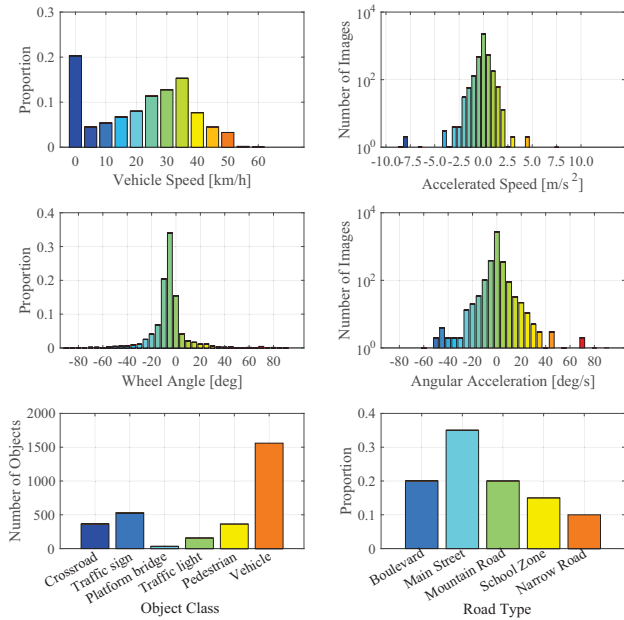 Proportion
0.3
0.2
0.1
0
0 10 20 30 40 50 60
Vehicle Speed [km/h]
Number of Images
10^4
10^2
10^0
-10.0 -7.5 -5.0 -2.5 0.0 2.5 5.0 7.5 10.0
Accelerated Speed [m/s^2]
Proportion
0.4
0.3
0.2
0.1
0
-80 -60 -40 -20 0 20 40 60 80
Wheel Angle [deg]
Number of Images
10^4
10^2
10^0
-80 -60 -40 -20 0 20 40 60 80
Angular Acceleration [deg/s]
Number of Objects
2000
1500
1000
500
0
Crossroad
Traffic sign
Platform bridge
Traffic light
Pedestrian
Vehicle
Object Class
Proportion
0.4
0.3
0.2
0.1
0
Boulevard
Main Street
Mountain Road
School Zone
Narrow Road
Road Type